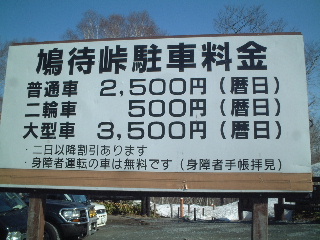 鳩待峠駐車料金
普通車 2,500円（暦日）
二輪車 500円（暦日）
大型車 3,500円（暦日）
・二日以降割引あります
・身障者運転の車は無料です（身障者手帳拝見）